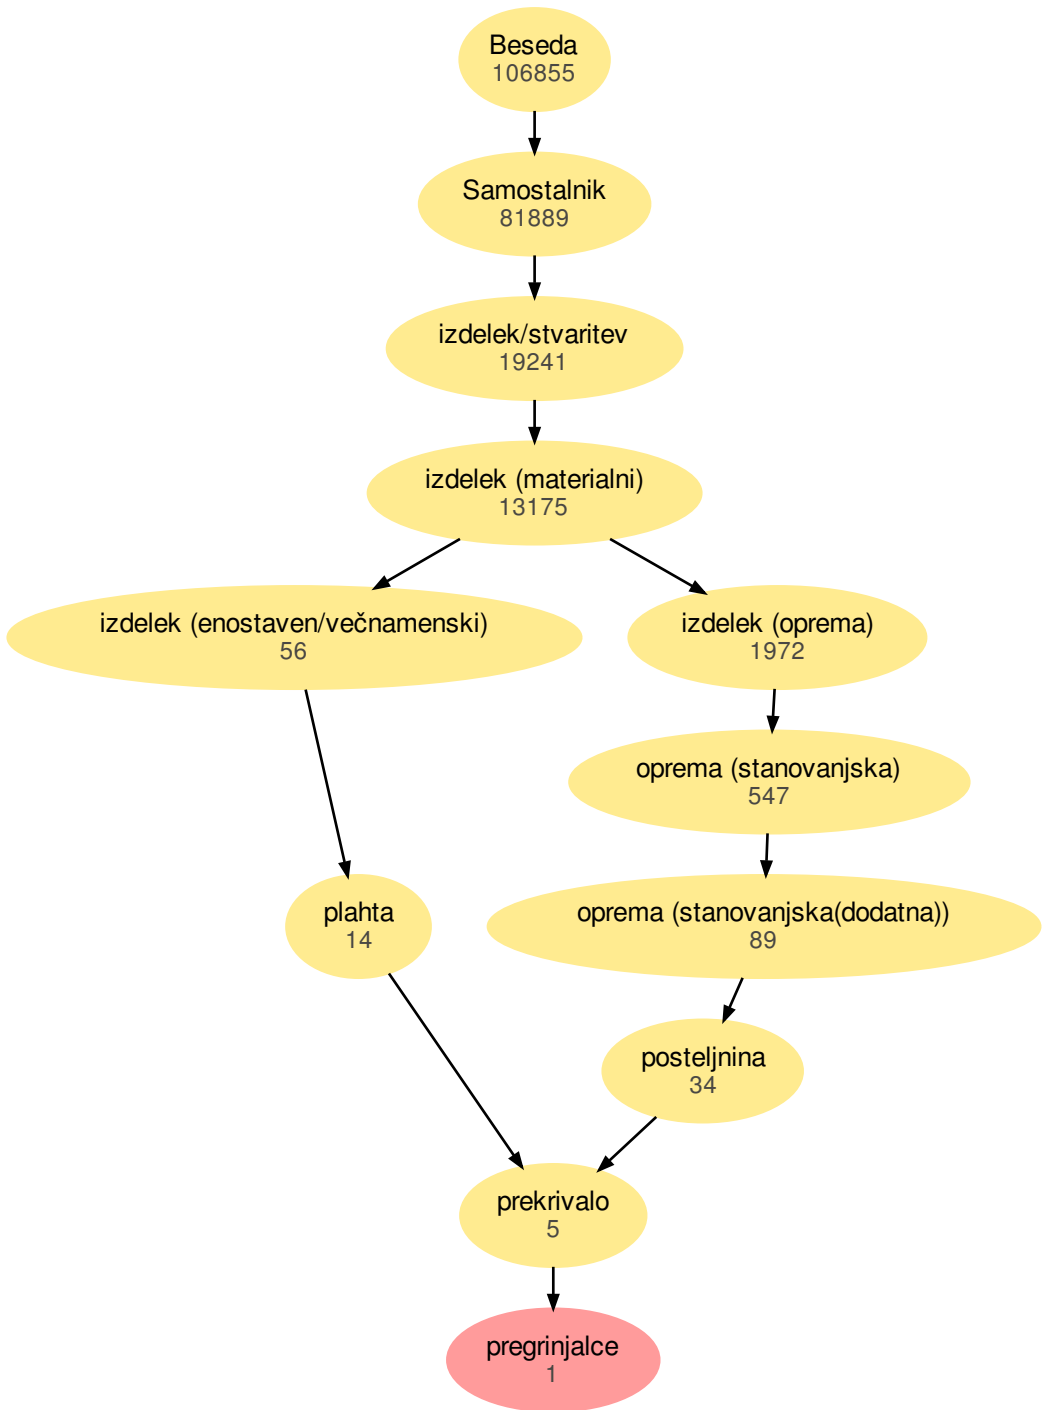 Beseda
106855
Samostalnik
81889
izdelek/stvaritev
19241
izdelek (materialni)
13175
izdelek (enostaven/večnamenski)
56
izdelek (oprema)
1972
oprema (stanovanjska)
547
plahta
14
oprema (stanovanjska(dodatna))
89
posteljnina
34
prekrivalo
5
pregrinjalce
1